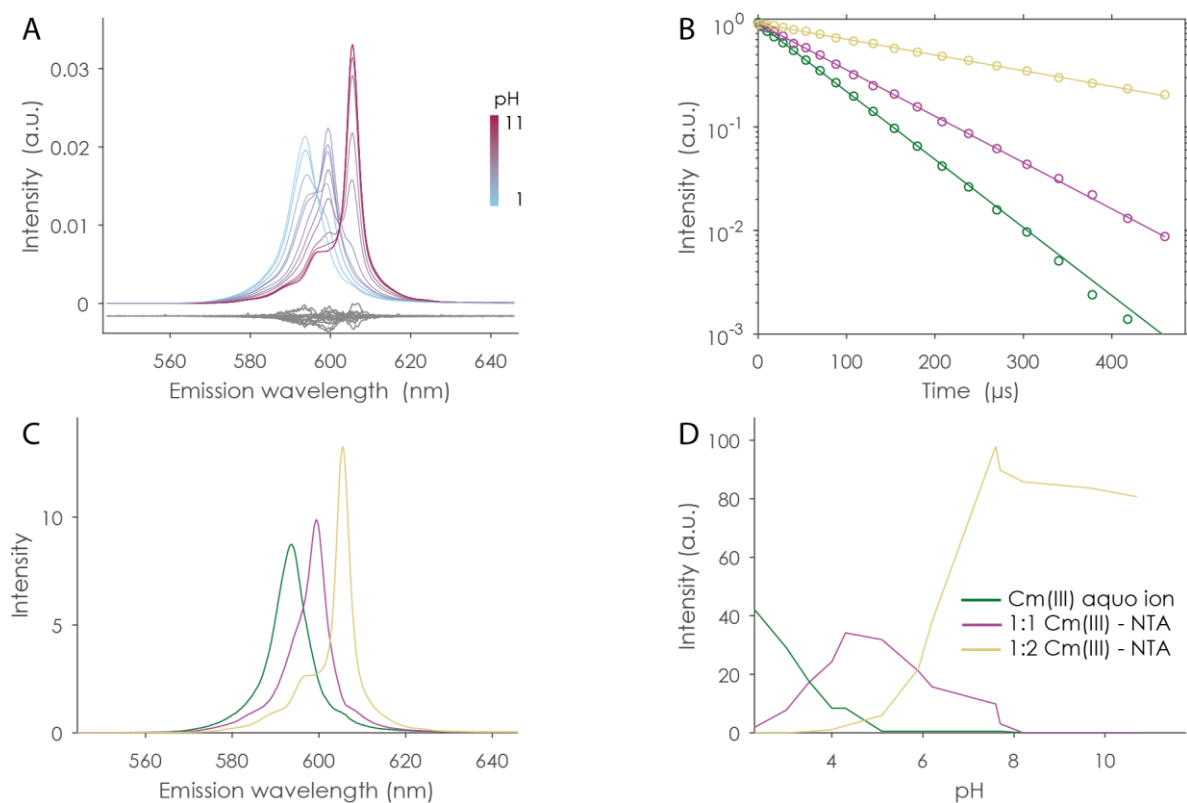 A
Intensity (a.u.)
0.03
0.02
0.01
0
pH
11
1
560
580
600
620
640
Emission wavelength (nm)
B
Intensity (a.u.)
10^0
10^-1
10^-2
10^-3
0
100
200
300
400
Time (µs)
C
Intensity
10
5
0
560
580
600
620
640
Emission wavelength (nm)
D
Intensity (a.u.)
100
80
60
40
20
0
Cm(III) aquo ion
1:1 Cm(III) - NTA
1:2 Cm(III) - NTA
4
6
8
10
pH